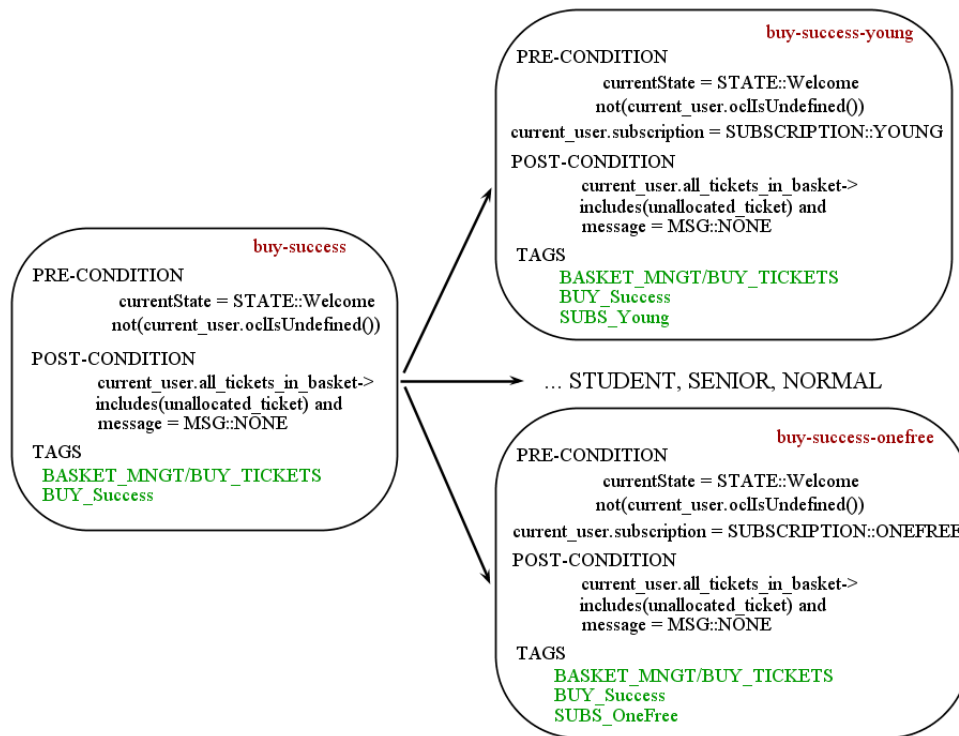 buy-success
PRE-CONDITION
currentState = STATE::Welcome
not(current_user.oclIsUndefined())
POST-CONDITION
current_user.all_tickets_in_basket->
includes(unallocated_ticket) and
message = MSG::NONE
TAGS
BASKET_MNGT/BUY_TICKETS
BUY_Success
buy-success-young
PRE-CONDITION
currentState = STATE::Welcome
not(current_user.oclIsUndefined())
current_user.subscription = SUBSCRIPTION::YOUNG
POST-CONDITION
current_user.all_tickets_in_basket->
includes(unallocated_ticket) and
message = MSG::NONE
TAGS
BASKET_MNGT/BUY_TICKETS
BUY_Success
SUBS_Young
... STUDENT, SENIOR, NORMAL
buy-success-onefree
PRE-CONDITION
currentState = STATE::Welcome
not(current_user.oclIsUndefined())
current_user.subscription = SUBSCRIPTION::ONEFREE
POST-CONDITION
current_user.all_tickets_in_basket->
includes(unallocated_ticket) and
message = MSG::NONE
TAGS
BASKET_MNGT/BUY_TICKETS
BUY_Success
SUBS_OneFree